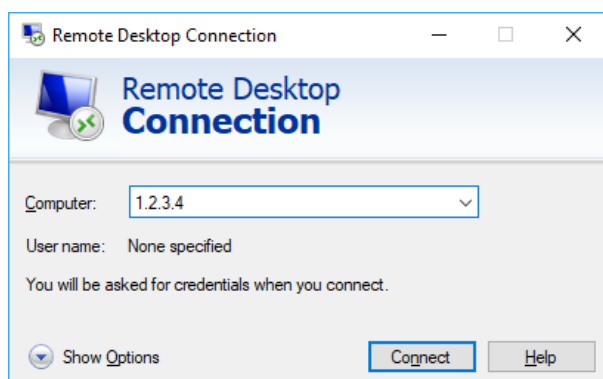 Remote Desktop Connection
Remote Desktop
Connection
Computer: 1.2.3.4
User name: None specified
You will be asked for credentials when you connect.
Show Options Connect Help